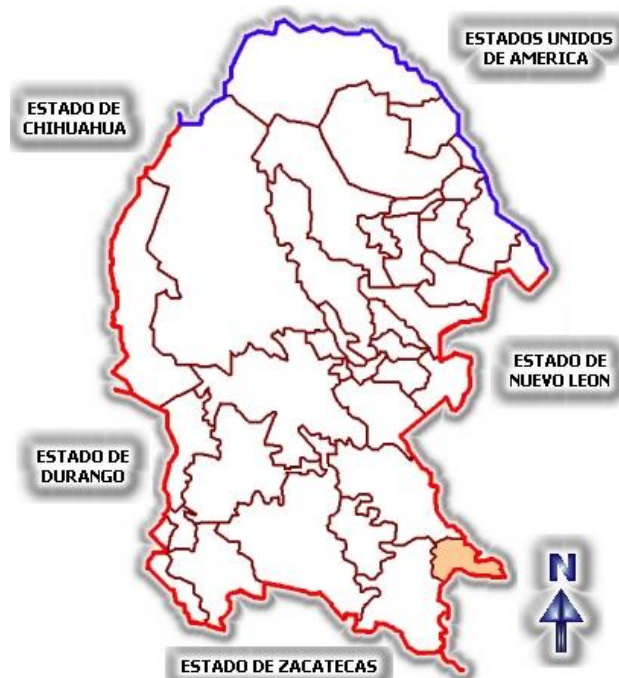 ESTADOS UNIDOS
DE AMERICA
ESTADO DE
CHIHUAHUA
ESTADO DE
NUEVO LEON
ESTADO DE
DURANGO
N
ESTADO DE ZACATECAS